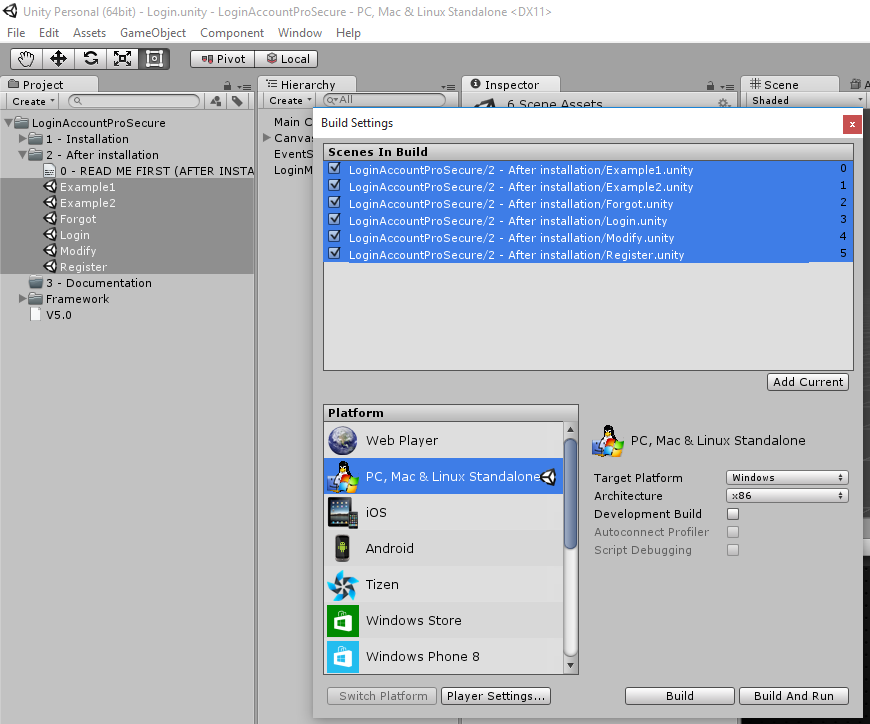 Unity Personal (64bit) - Login.unity - LoginAccountProSecure - PC, Mac & Linux Standalone <DX11>
File Edit Assets GameObject Component Window Help
Pivot Local
Project
Create
LoginAccountProSecure
1 - Installation
2 - After installation
0 - READ ME FIRST (AFTER INSTA
Example1
Example2
Forgot
Login
Modify
Register
3 - Documentation
Framework
V5.0
Hierarchy
Create All
Main C
Canvas
EventS
LoginM
Inspector
6 Scene Assets
Scene
Shaded
Build Settings
x
Scenes In Build
LoginAccountProSecure/2 - After installation/Example1.unity 0
LoginAccountProSecure/2 - After installation/Example2.unity 1
LoginAccountProSecure/2 - After installation/Forgot.unity 2
LoginAccountProSecure/2 - After installation/Login.unity 3
LoginAccountProSecure/2 - After installation/Modify.unity 4
LoginAccountProSecure/2 - After installation/Register.unity 5
Add Current
Platform
Web Player
PC, Mac & Linux Standalone
iOS
Android
Tizen
Windows Store
Windows Phone 8
PC, Mac & Linux Standalone
Target Platform Windows
Architecture x86
Development Build
Autoconnect Profiler
Script Debugging
Switch Platform Player Settings... Build Build And Run